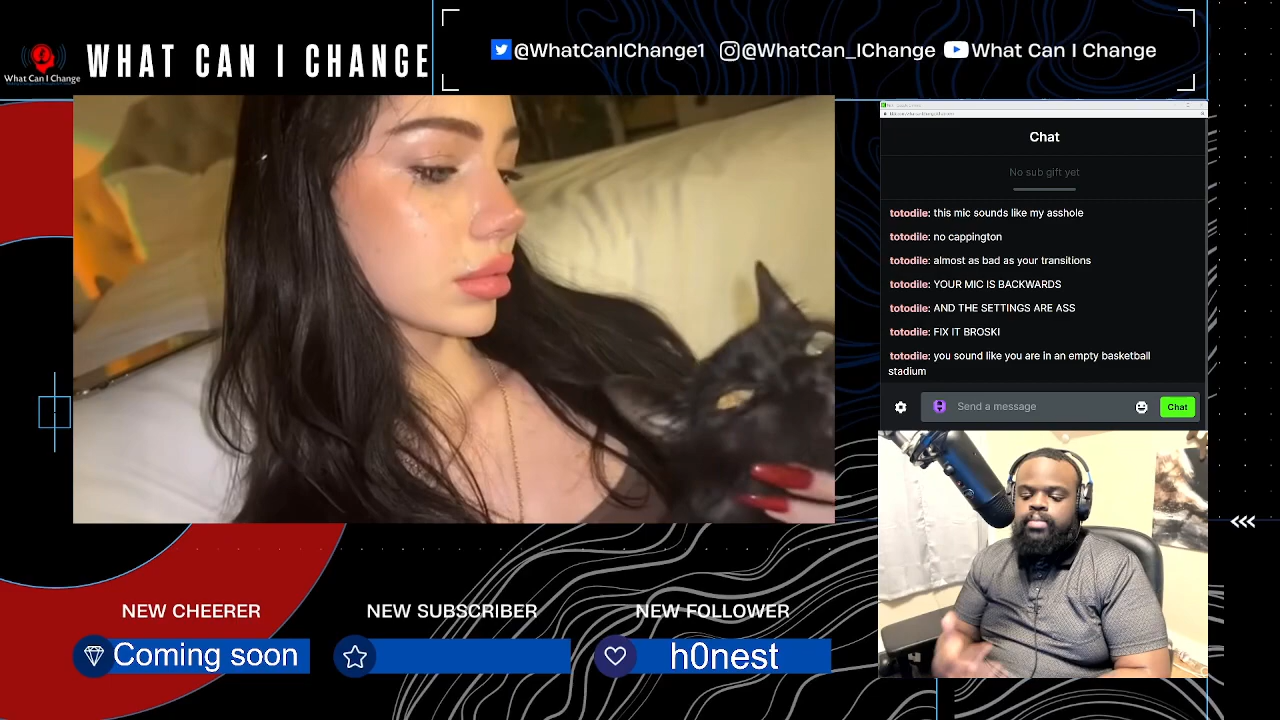 What Can I Change
WHAT CAN I CHANGE
@WhatCanIChange1
@WhatCan_IChange
What Can I Change
Chat
No sub gift yet
totodile: this mic sounds like my asshole
totodile: no cappington
totodile: almost as bad as your transitions
totodile: YOUR MIC IS BACKWARDS
totodile: AND THE SETTINGS ARE ASS
totodile: FIX IT BROSKI
totodile: you sound like you are in an empty basketball
stadium
Send a message
Chat
NEW CHEERER
NEW SUBSCRIBER
NEW FOLLOWER
Coming soon
h0nest